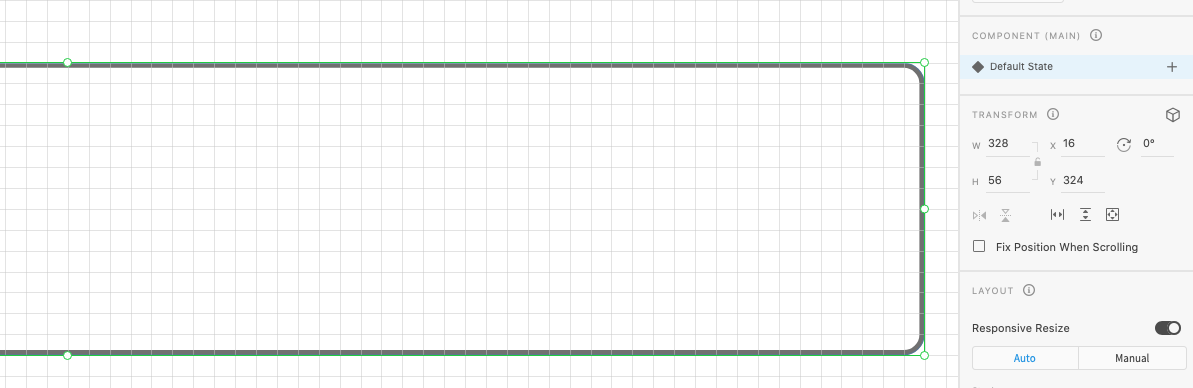 COMPONENT (MAIN)
Default State
TRANSFORM
W 328 X 16 0°
H 56 Y 324
Fix Position When Scrolling
LAYOUT
Responsive Resize
Auto Manual